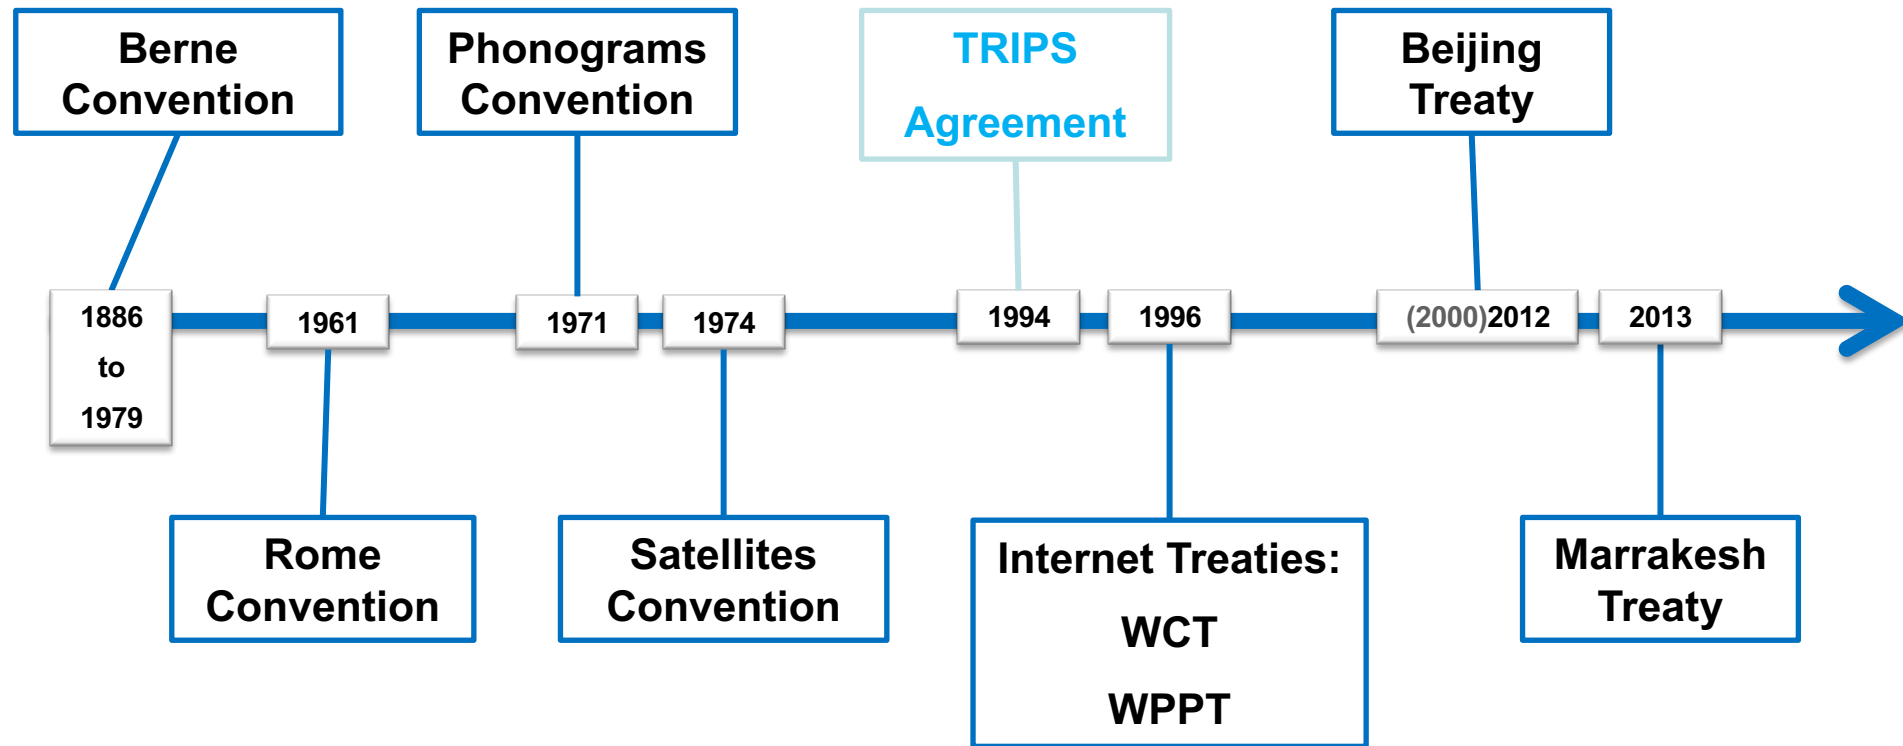 Berne
Convention
Phonograms
Convention
TRIPS
Agreement
Beijing
Treaty
1886
to
1979
1961
1971
1974
1994
1996
(2000)2012
2013
Rome
Convention
Satellites
Convention
Internet Treaties:
WCT
WPPT
Marrakesh
Treaty